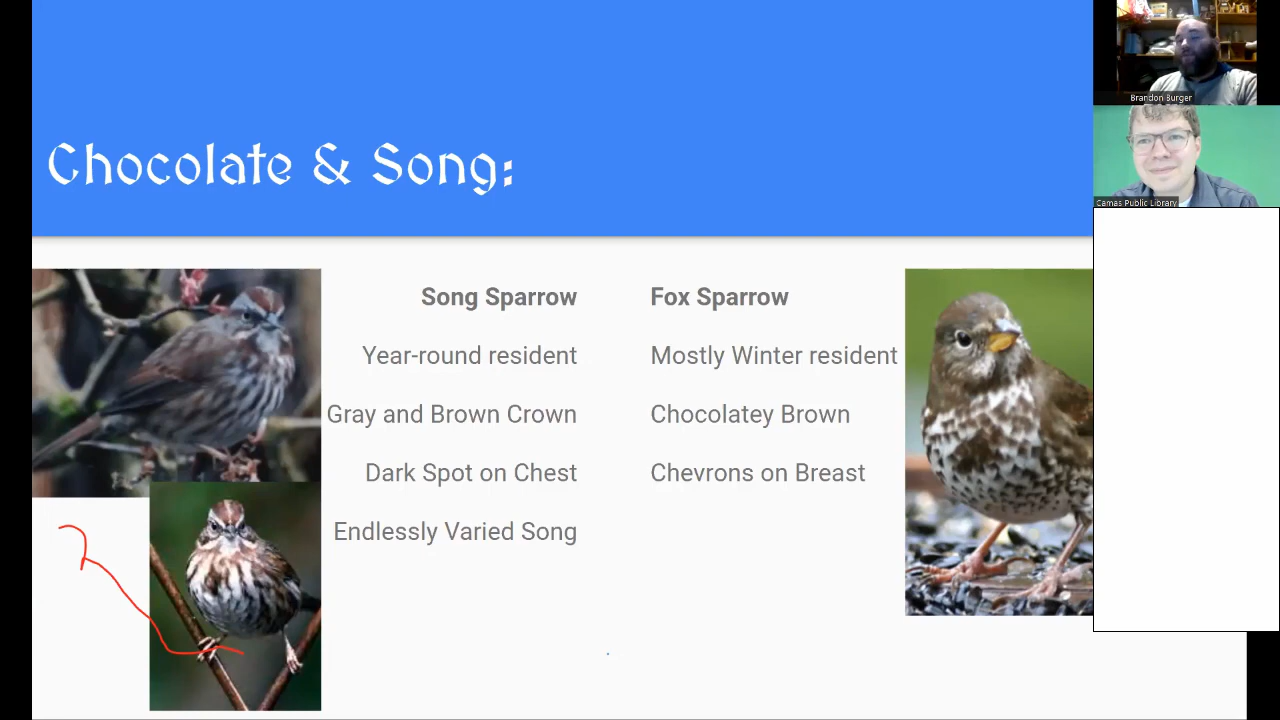 Chocolate & Song:
Song Sparrow
Year-round resident
Gray and Brown Crown
Dark Spot on Chest
Endlessly Varied Song
Fox Sparrow
Mostly Winter resident
Chocolatey Brown
Chevrons on Breast
Brandon Burger
Camas Public Library